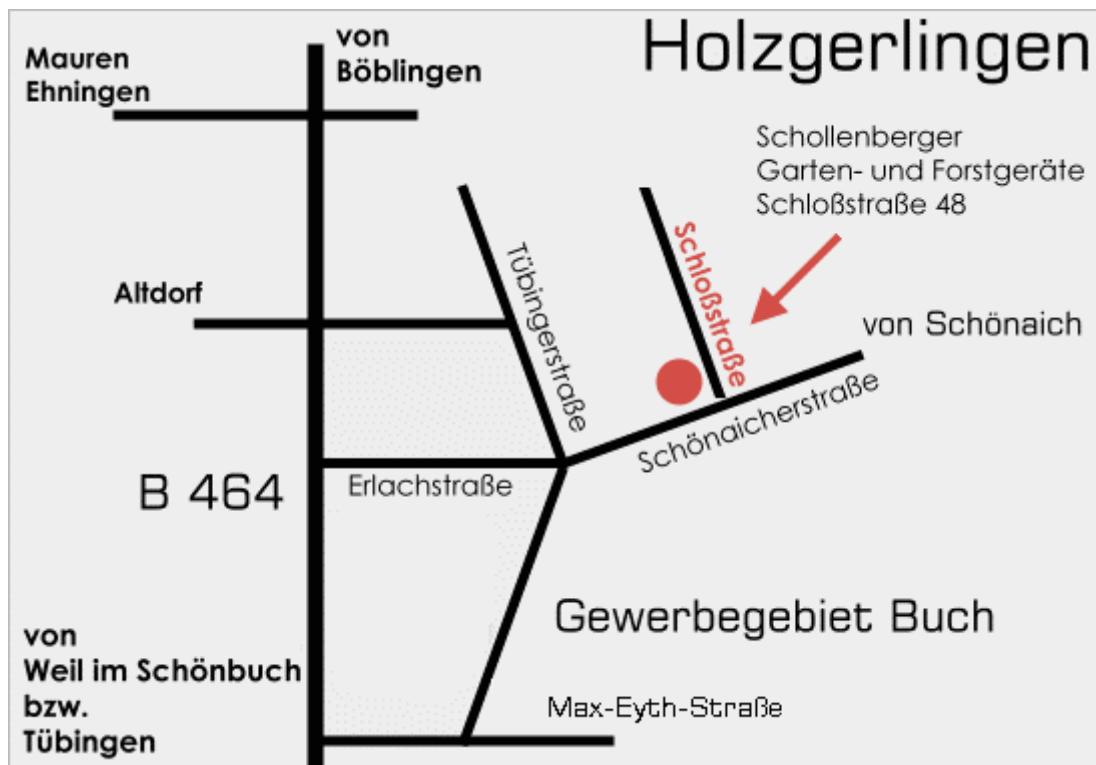 Holzgerlingen
von
Böblingen
Mauren
Ehningen
Schollenberger
Garten- und Forstgeräte
Schloßstraße 48
Schloßstraße
Tübingerstraße
Altdorf
von Schönaich
Schönaicherstraße
Erlachstraße
B 464
Gewerbegebiet Buch
von
Weil im Schönbuch
bzw.
Tübingen
Max-Eyth-Straße